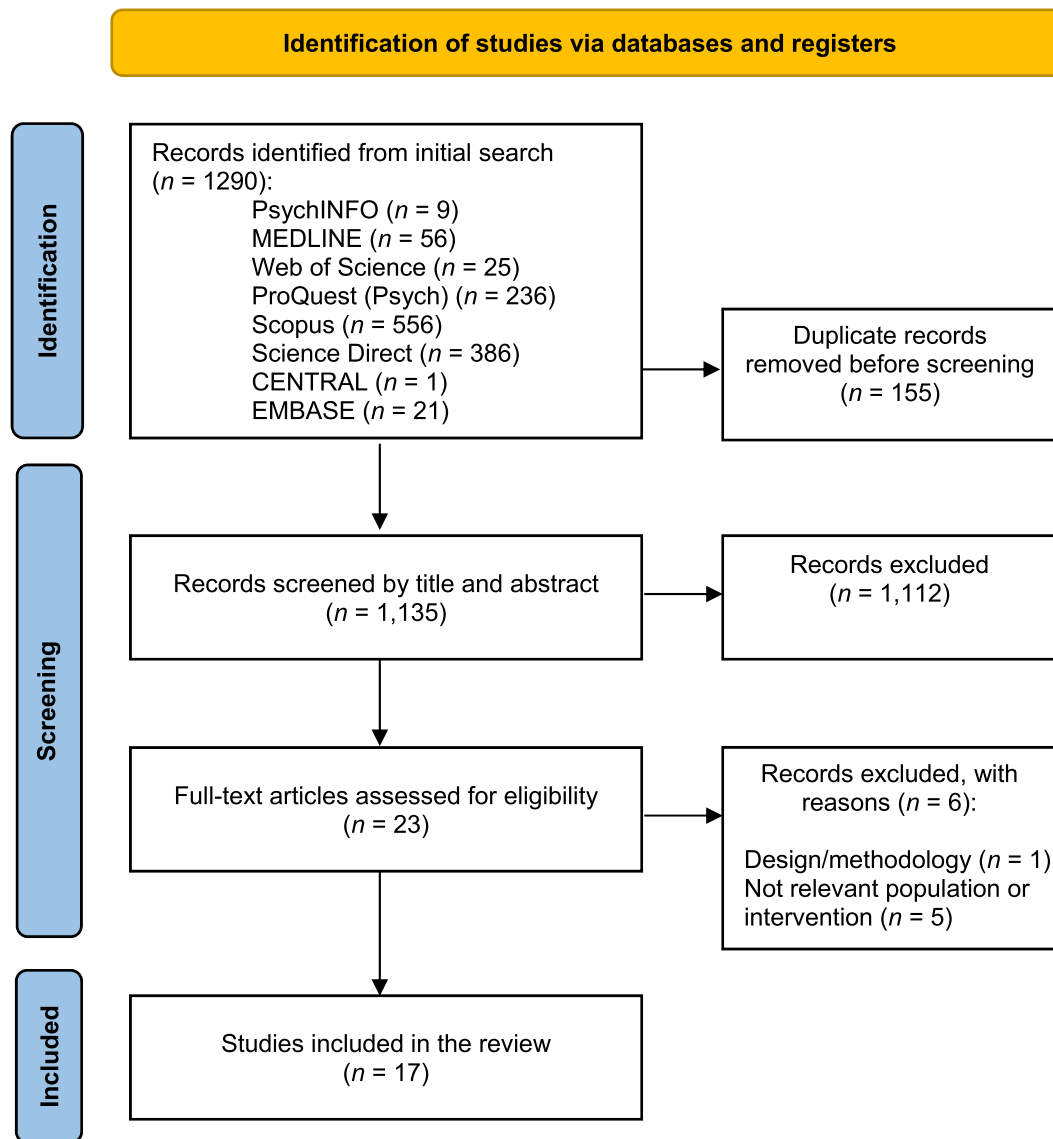 Identification of studies via databases and registers
Identification
Records identified from initial search
(n = 1290):
PsychINFO (n = 9)
MEDLINE (n = 56)
Web of Science (n = 25)
ProQuest (Psych) (n = 236)
Scopus (n = 556)
Science Direct (n = 386)
CENTRAL (n = 1)
EMBASE (n = 21)
Duplicate records
removed before screening
(n = 155)
Screening
Records screened by title and abstract
(n = 1,135)
Records excluded
(n = 1,112)
Full-text articles assessed for eligibility
(n = 23)
Records excluded, with
reasons (n = 6):
Design/methodology (n = 1)
Not relevant population or
intervention (n = 5)
Included
Studies included in the review
(n = 17)